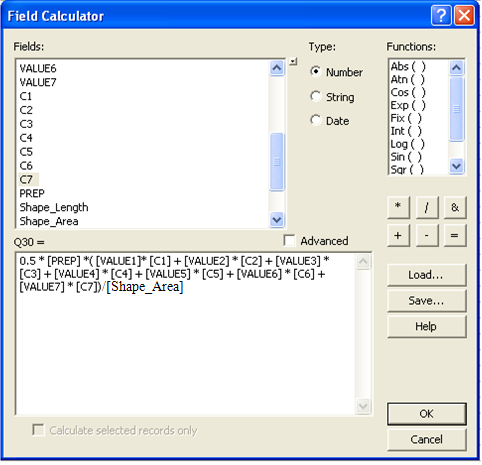 Field Calculator
Fields:
Type:
Functions:
VALUE6
VALUE7
C1
C2
C3
C4
C5
C6
C7
PREP
Shape_Length
Shape_Area
Number
String
Date
Abs ( )
Atn ( )
Cos ( )
Exp ( )
Fix ( )
Int ( )
Log ( )
Sin ( )
Sqr ( )
* / &
+ - =
Q30 =
Advanced
0.5 * [PREP] *( [VALUE1]* [C1] + [VALUE2] * [C2] + [VALUE3] *
[C3] + [VALUE4] * [C4] + [VALUE5] * [C5] + [VALUE6] * [C6] +
[VALUE7] * [C7])/[Shape_Area]
Load...
Save...
Help
Calculate selected records only
OK
Cancel